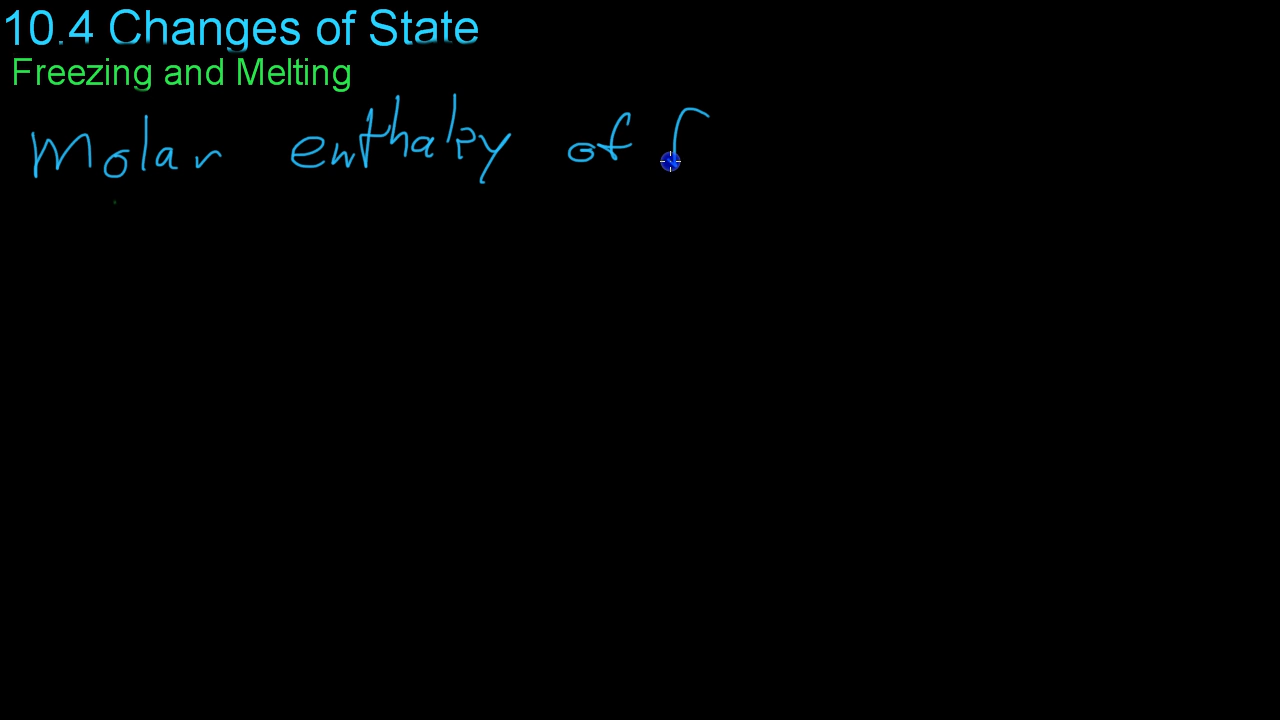 10.4 Changes of State
Freezing and Melting
Molar enthalpy of f